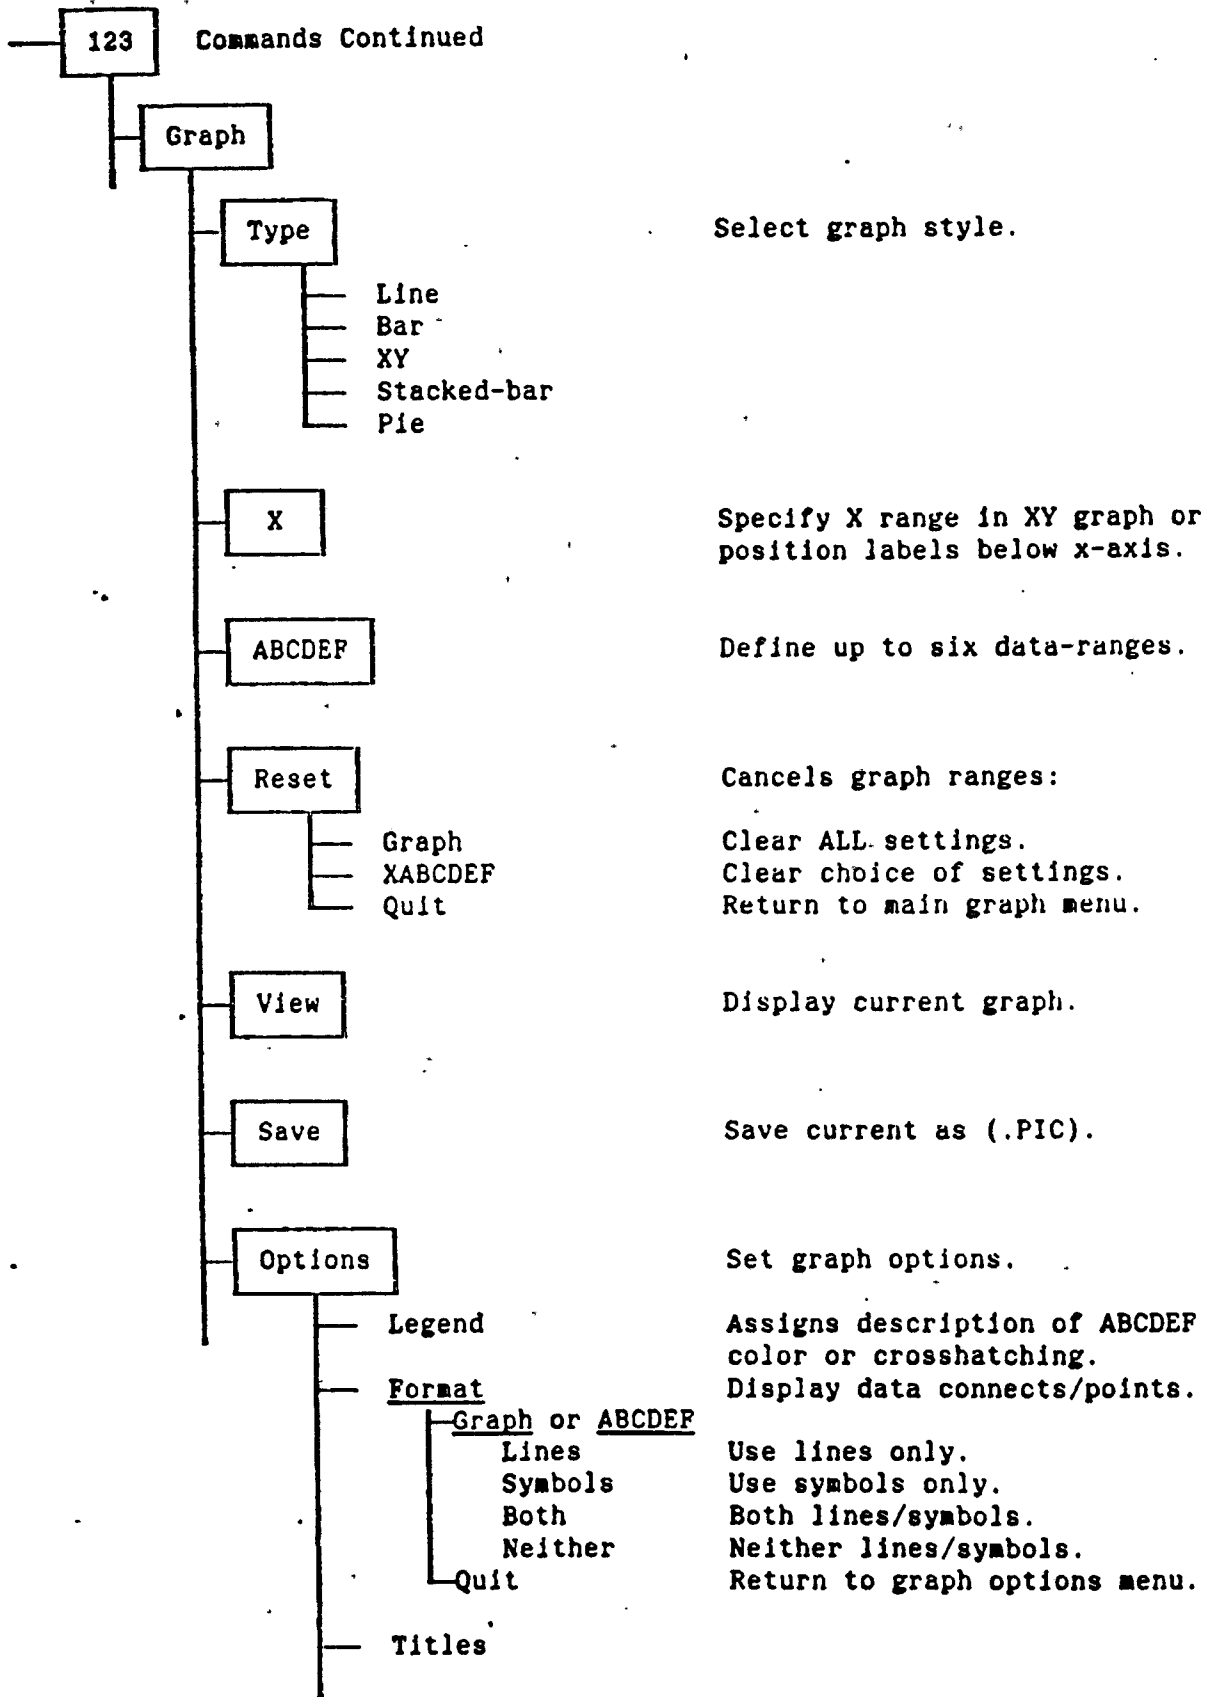 123 Commands Continued
Graph
Type Select graph style.
Line
Bar
XY
Stacked-bar
Pie
X Specify X range in XY graph or
position labels below x-axis.
ABCDEF Define up to six data-ranges.
Reset Cancels graph ranges:
Graph Clear ALL settings.
XABCDEF Clear choice of settings.
Quit Return to main graph menu.
View Display current graph.
Save Save current as (.PIC).
Options Set graph options.
Legend Assigns description of ABCDEF
color or crosshatching.
Format Display data connects/points.
Graph or ABCDEF
Lines Use lines only.
Symbols Use symbols only.
Both Both lines/symbols.
Neither Neither lines/symbols.
Quit Return to graph options menu.
Titles